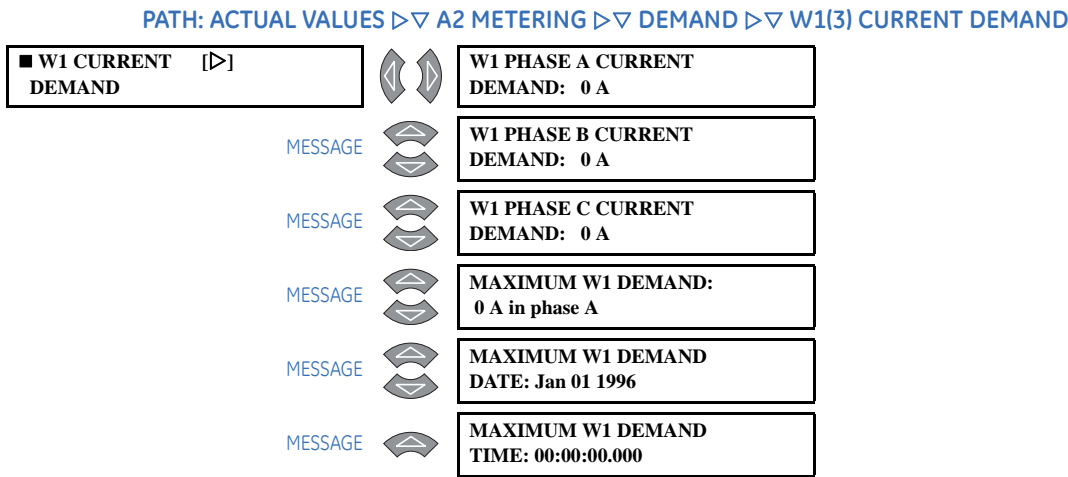 PATH: ACTUAL VALUES ▷▽ A2 METERING ▷▽ DEMAND ▷▽ W1(3) CURRENT DEMAND
■ W1 CURRENT [▷]
DEMAND
W1 PHASE A CURRENT
DEMAND: 0 A
MESSAGE
W1 PHASE B CURRENT
DEMAND: 0 A
MESSAGE
W1 PHASE C CURRENT
DEMAND: 0 A
MESSAGE
MAXIMUM W1 DEMAND:
0 A in phase A
MESSAGE
MAXIMUM W1 DEMAND
DATE: Jan 01 1996
MESSAGE
MAXIMUM W1 DEMAND
TIME: 00:00:00.000